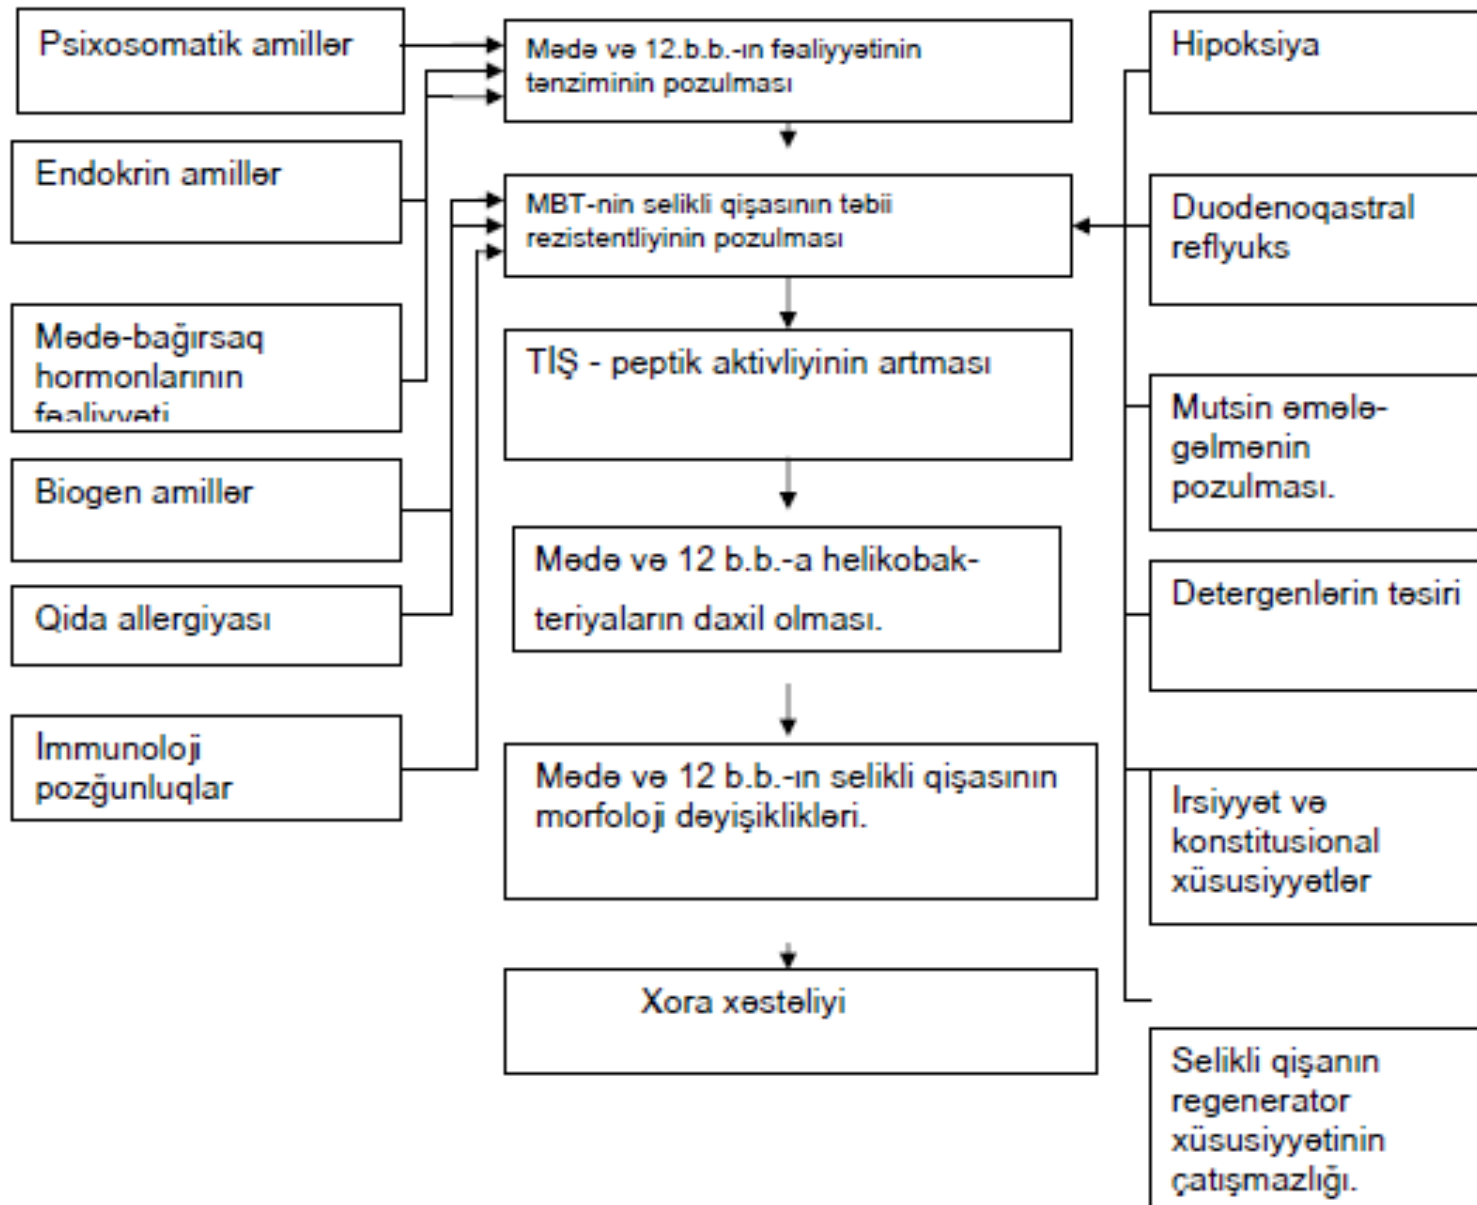 Psixosomatik amillər
Endokrin amillər
Mədə-bağırsaq
hormonlarının
fəaliyyəti
Biogen amillər
Qida allergiyası
İmmunoloji
pozğunluqlar
Mədə və 12.b.b.-ın fəaliyyətinin
tənziminin pozulması
MBT-nin selikli qişasının təbii
rezistentliyinin pozulması
TİŞ - peptik aktivliyinin artması
Mədə və 12 b.b.-a helikobak-
teriyaların daxil olması.
Mədə və 12 b.b.-ın selikli qişasının
morfoloji dəyişiklikləri.
Xora xəstəliyi
Hipoksiya
Duodenoqastral
reflyuks
Mutsin əmələ-
gəlmənin
pozulması.
Detergenlərin təsiri
İrsiyyət və
konstitusional
xüsusiyyətlər
Selikli qişanın
regenerator
xüsusiyyətinin
çatışmazlığı.